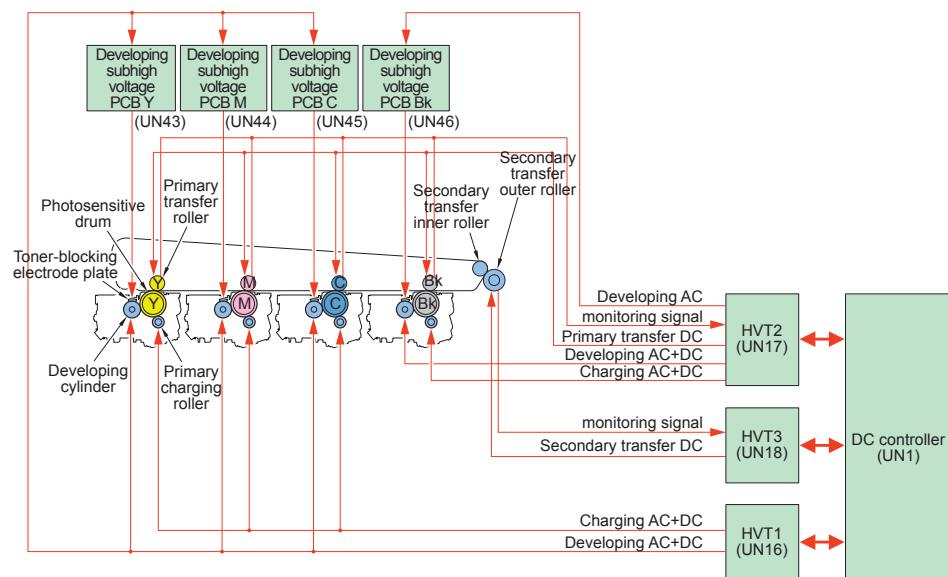 Developing
subhigh
voltage
PCB Y
(UN43)
Developing
subhigh
voltage
PCB M
(UN44)
Developing
subhigh
voltage
PCB C
(UN45)
Developing
subhigh
voltage
PCB Bk
(UN46)
Secondary
transfer
outer roller
Secondary
transfer
inner roller
Primary
transfer
roller
Photosensitive
drum
Toner-blocking
electrode plate
Y
M
C
Bk
Y
M
C
Bk
Developing
cylinder
Primary
charging
roller
Developing AC
monitoring signal
Primary transfer DC
Developing AC+DC
Charging AC+DC
HVT2
(UN17)
monitoring signal
Secondary transfer DC
HVT3
(UN18)
DC controller
(UN1)
Charging AC+DC
Developing AC+DC
HVT1
(UN16)